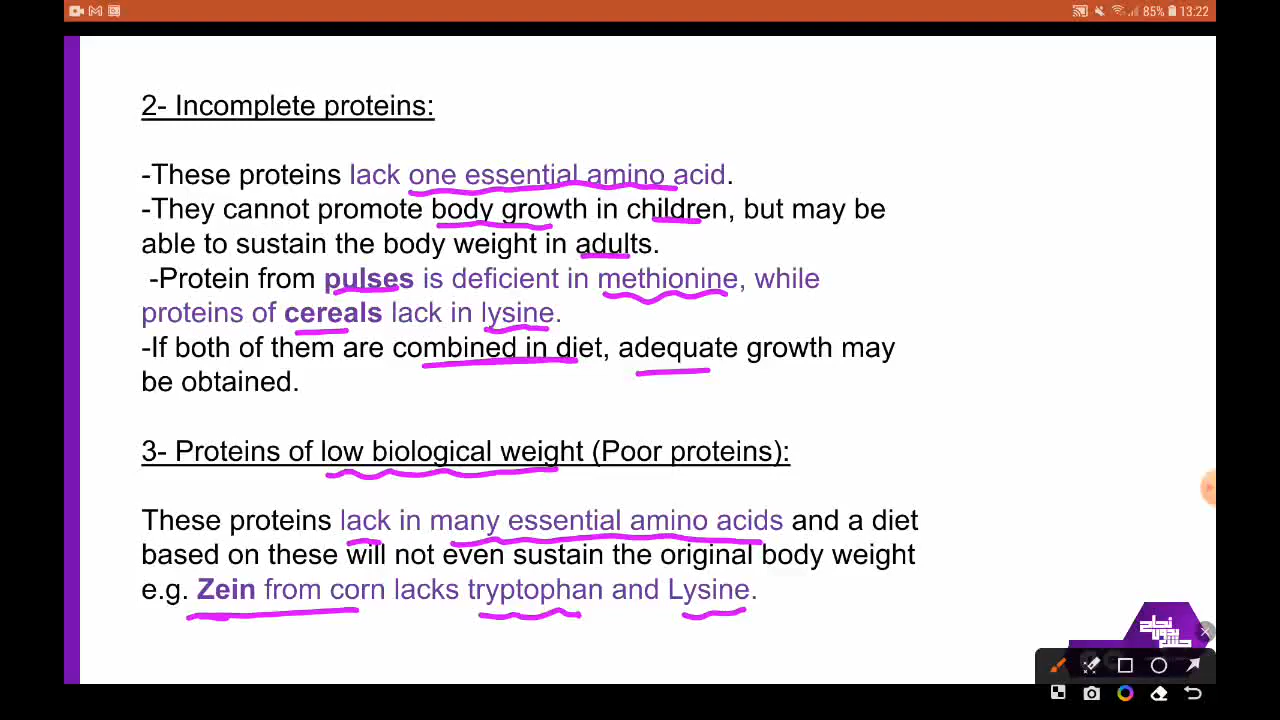 85% 13:22
2- Incomplete proteins:
-These proteins lack one essential amino acid.
-They cannot promote body growth in children, but may be
able to sustain the body weight in adults.
-Protein from pulses is deficient in methionine, while
proteins of cereals lack in lysine.
-If both of them are combined in diet, adequate growth may
be obtained.
3- Proteins of low biological weight (Poor proteins):
These proteins lack in many essential amino acids and a diet
based on these will not even sustain the original body weight
e.g. Zein from corn lacks tryptophan and Lysine.
نجاح
بدون